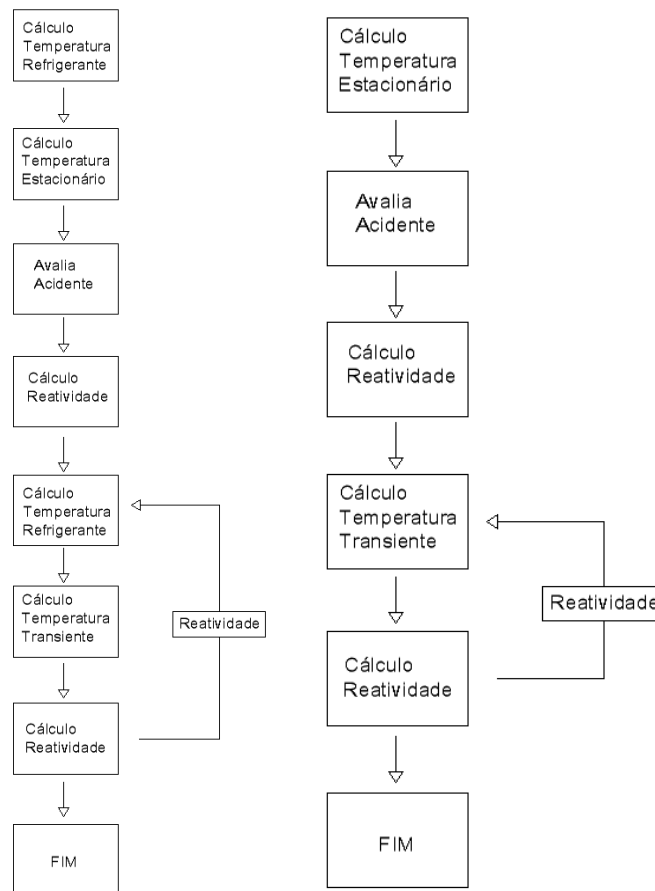 Cálculo
Temperatura
Refrigerante
Cálculo
Temperatura
Estacionário
Avalia
Acidente
Cálculo
Reatividade
Cálculo
Temperatura
Refrigerante
Cálculo
Temperatura
Transiente
Reatividade
Cálculo
Reatividade
FIM
Cálculo
Temperatura
Estacionário
Avalia
Acidente
Cálculo
Reatividade
Cálculo
Temperatura
Transiente
Reatividade
Cálculo
Reatividade
FIM